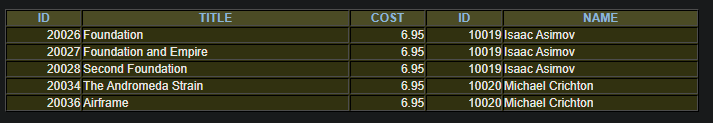 ID TITLE COST ID NAME
20026 Foundation 6.95 10019 Isaac Asimov
20027 Foundation and Empire 6.95 10019 Isaac Asimov
20028 Second Foundation 6.95 10019 Isaac Asimov
20034 The Andromeda Strain 6.95 10020 Michael Crichton
20036 Airframe 6.95 10020 Michael Crichton